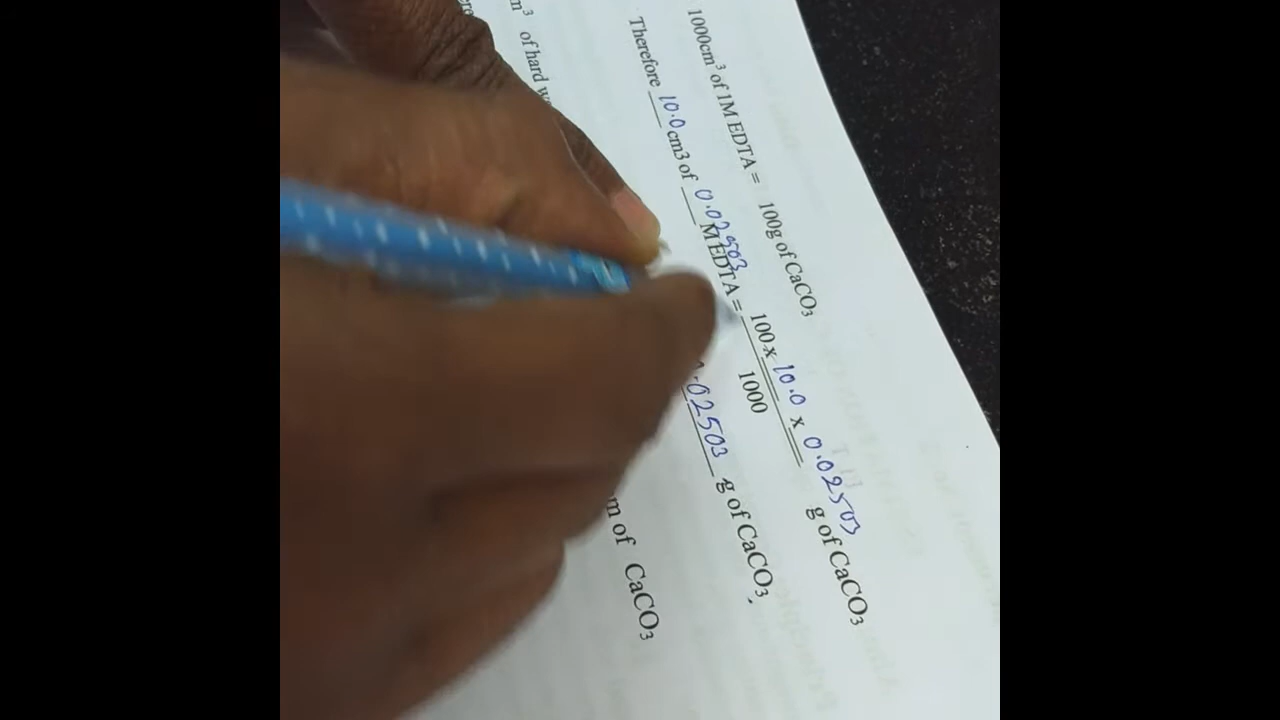 1000cm³ of 1M EDTA = 100g of CaCO₃
Therefore 10.0 cm3 of 0.02503 M EDTA = 100 x 10.0 x 0.02503 g of CaCO₃
1000
.02503 g of CaCO₃.
m³ of hard
m of CaCO₃